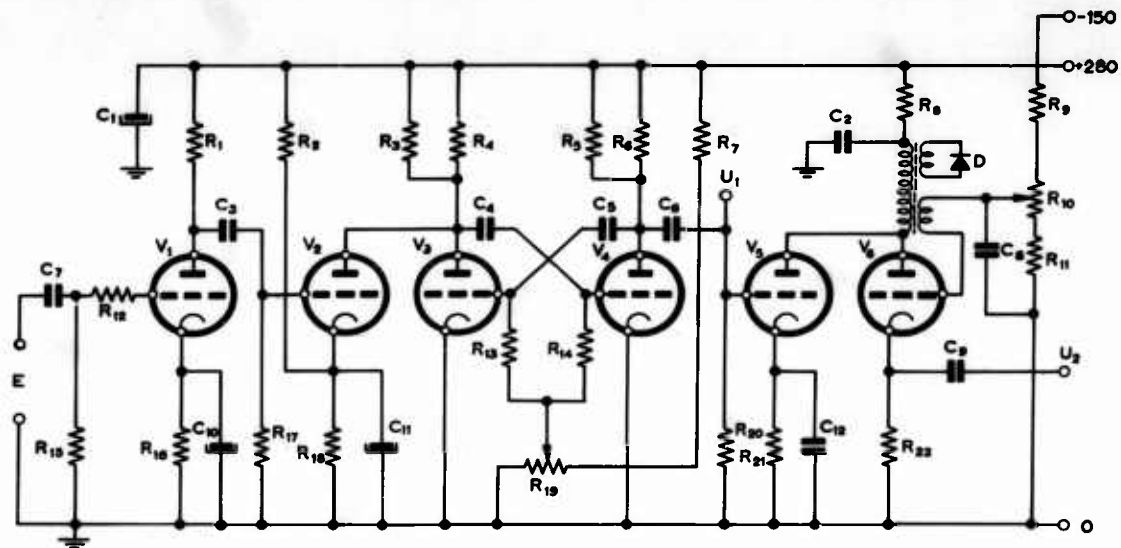 -150
+280
C₁
R₁
R₂
R₃
R₄
R₅
R₆
R₇
C₂
R₈
R₉
D
U₁
R₁₀
C₃
C₄
C₅
C₆
V₁
V₂
V₃
V₄
V₅
V₆
C₈
R₁₁
C₇
R₁₂
R₁₃
R₁₄
C₉
U₂
E
R₁₅
R₁₆
C₁₀
R₁₇
R₁₈
C₁₁
R₁₉
R₂₀
R₂₁
C₁₂
R₂₃
0